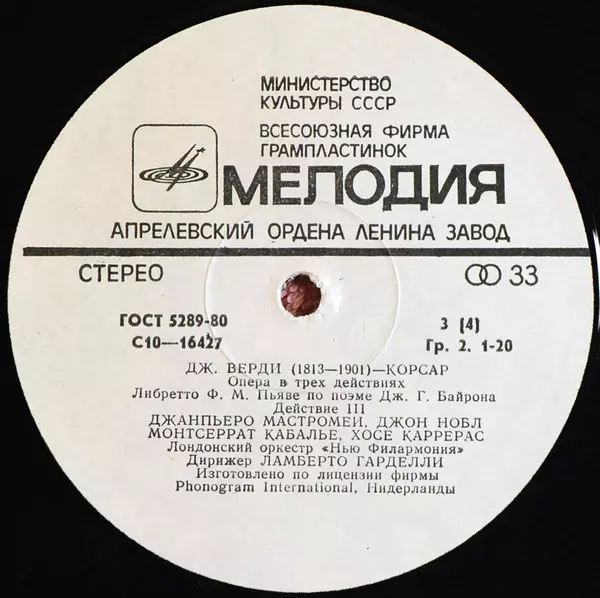 МИНИСТЕРСТВО
КУЛЬТУРЫ СССР
ВСЕСОЮЗНАЯ ФИРМА
ГРАМПЛАСТИНОК
МЕЛОДИЯ
АПРЕЛЕВСКИЙ ОРДЕНА ЛЕНИНА ЗАВОД
СТЕРЕО 33
ГОСТ 5289-80 3 (4)
С10—16427 Гр. 2. 1-20
ДЖ. ВЕРДИ (1813—1901)—КОРСАР
Опера в трех действиях
Либретто Ф. М. Пьяве по поэме Дж. Г. Байрона
Действие III
ДЖАНПЬЕРО МАСТРОМЕИ, ДЖОН НОБЛ
МОНТСЕРРАТ КАБАЛЬЕ, ХОСЕ КАРРЕРАС
Лондонский оркестр «Нью Филармония»
Дирижер ЛАМБЕРТО ГАРДЕЛЛИ
Изготовлено по лицензии фирмы
Phonogram International, Нидерланды